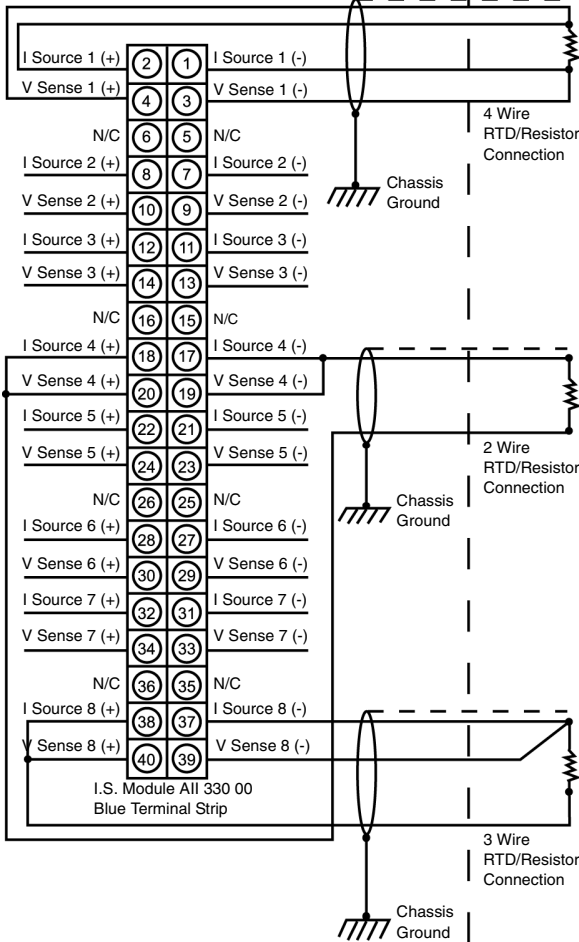 I Source 1 (+) 2 1 I Source 1 (-)
V Sense 1 (+) 4 3 V Sense 1 (-)
4 Wire
RTD/Resistor
Connection
N/C 6 5 N/C
I Source 2 (+) 8 7 I Source 2 (-)
Chassis
Ground
V Sense 2 (+) 10 9 V Sense 2 (-)
I Source 3 (+) 12 11 I Source 3 (-)
V Sense 3 (+) 14 13 V Sense 3 (-)
N/C 16 15 N/C
I Source 4 (+) 18 17 I Source 4 (-)
V Sense 4 (+) 20 19 V Sense 4 (-)
I Source 5 (+) 22 21 I Source 5 (-)
V Sense 5 (+) 24 23 V Sense 5 (-)
2 Wire
RTD/Resistor
Connection
N/C 26 25 N/C
Chassis
Ground
I Source 6 (+) 28 27 I Source 6 (-)
V Sense 6 (+) 30 29 V Sense 6 (-)
I Source 7 (+) 32 31 I Source 7 (-)
V Sense 7 (+) 34 33 V Sense 7 (-)
N/C 36 35 N/C
I Source 8 (+) 38 37 I Source 8 (-)
V Sense 8 (+) 40 39 V Sense 8 (-)
I.S. Module AII 330 00
Blue Terminal Strip
3 Wire
RTD/Resistor
Connection
Chassis
Ground